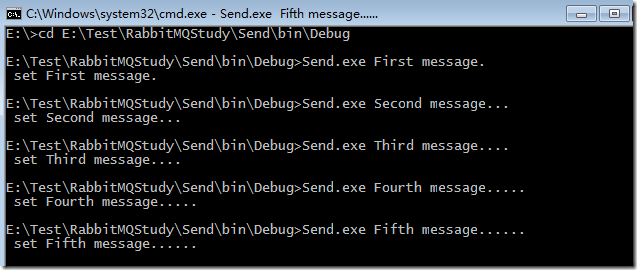 C:\Windows\system32\cmd.exe - Send.exe  Fifth message......
E:\>cd E:\Test\RabbitMQStudy\Send\bin\Debug
E:\Test\RabbitMQStudy\Send\bin\Debug>Send.exe First message.
set First message.
E:\Test\RabbitMQStudy\Send\bin\Debug>Send.exe Second message...
set Second message...
E:\Test\RabbitMQStudy\Send\bin\Debug>Send.exe Third message....
set Third message....
E:\Test\RabbitMQStudy\Send\bin\Debug>Send.exe Fourth message.....
set Fourth message.....
E:\Test\RabbitMQStudy\Send\bin\Debug>Send.exe Fifth message......
set Fifth message......